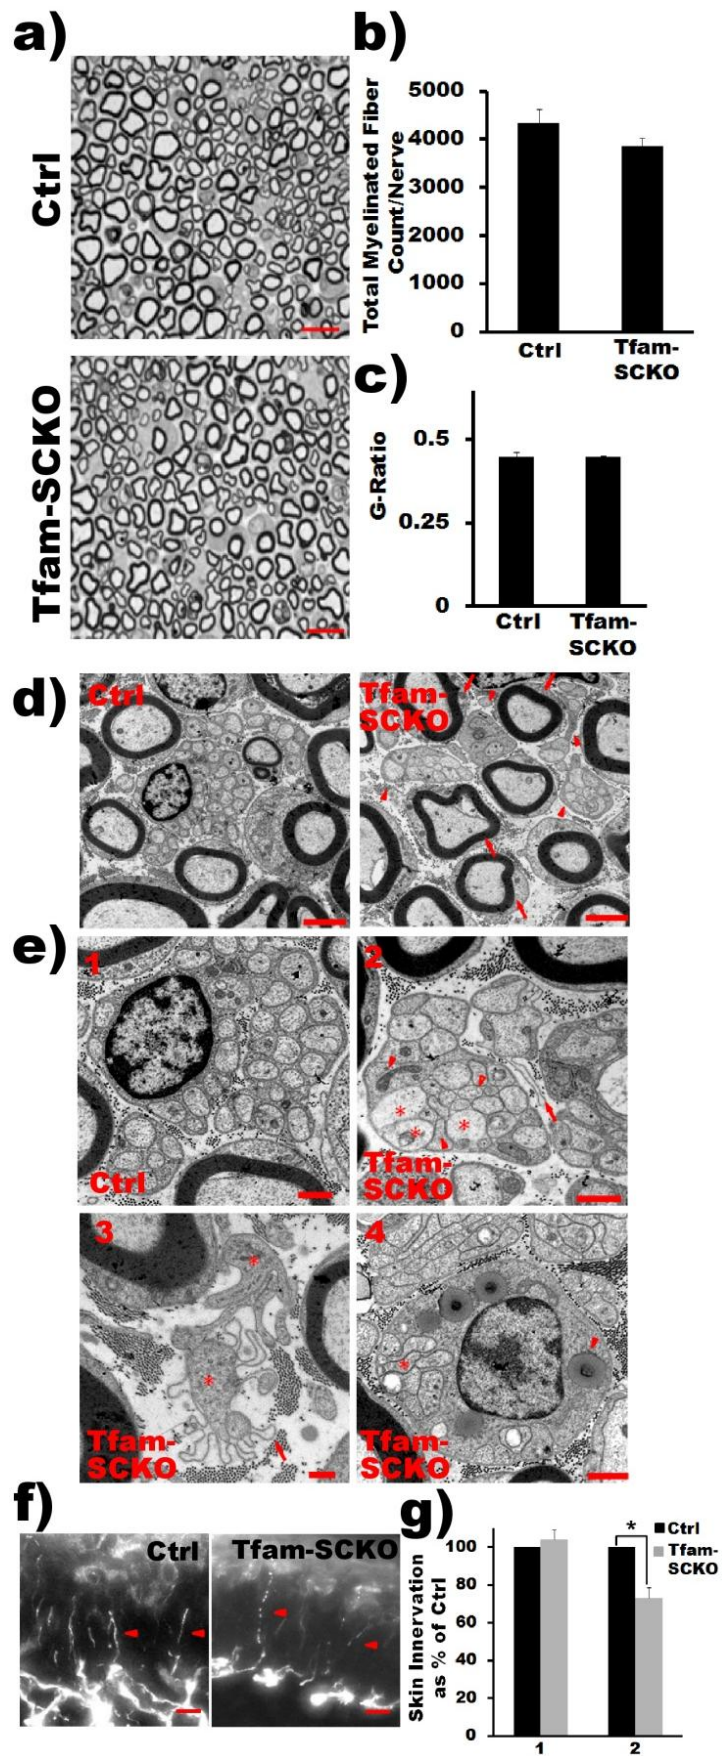 a)
Ctrl
Tfam-SCKO
b)
Total Myelinated Fiber
Count/Nerve
5000
4000
3000
2000
1000
0
Ctrl
Tfam-
SCKO
c)
G-Ratio
0.5
0.25
0
Ctrl
Tfam-
SCKO
d)
Ctrl
Tfam-
SCKO
e)
1
Ctrl
2
*
*
*
Tfam-
SCKO
3
*
*
Tfam-
SCKO
4
*
Tfam-
SCKO
f)
Ctrl
Tfam-SCKO
g)
Skin Innervation
as % of Ctrl
100
80
60
40
20
0
*
Ctrl
Tfam-
SCKO
1
2